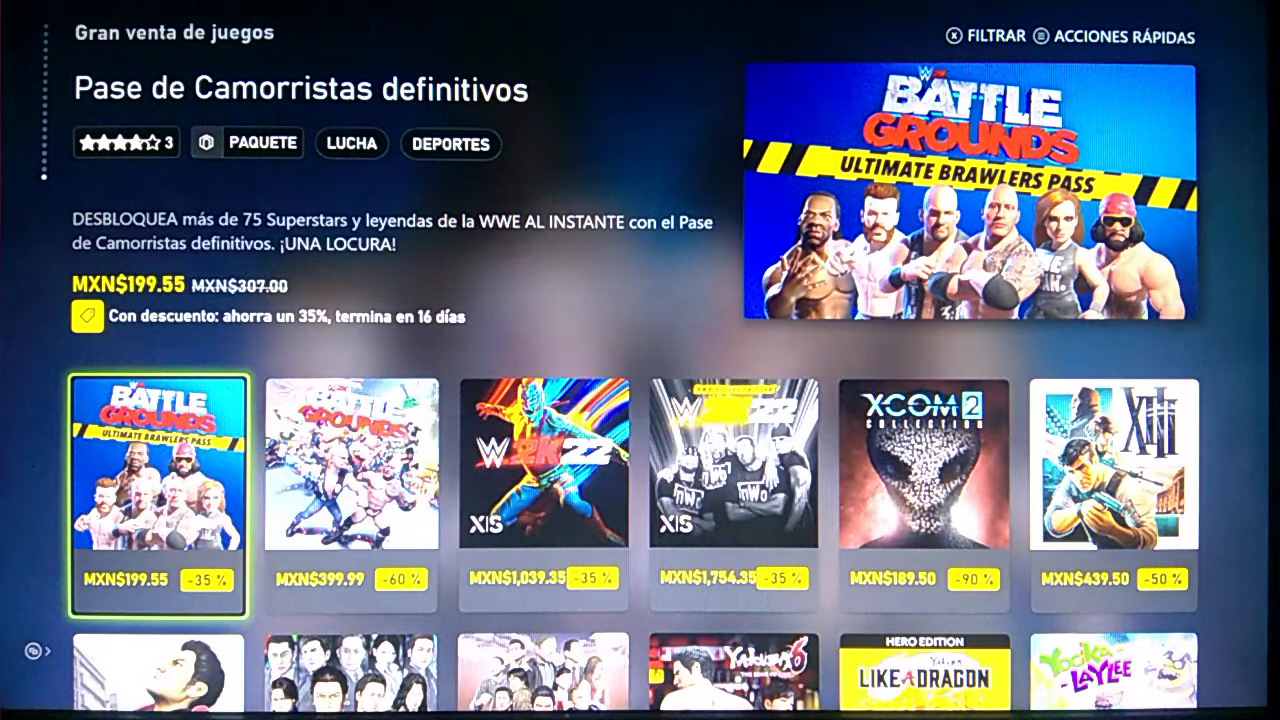 Gran venta de juegos
FILTRAR
ACCIONES RÁPIDAS
Pase de Camorristas definitivos
3
PAQUETE
LUCHA
DEPORTES
DESBLOQUEA más de 75 Superstars y leyendas de la WWE AL INSTANTE con el Pase
de Camorristas definitivos. ¡UNA LOCURA!
MXN$199.55 MXN$307.00
Con descuento: ahorra un 35%, termina en 16 días
BATTLE
GROUNDS
ULTIMATE BRAWLERS PASS
BATTLE
GROUNDS
ULTIMATE BRAWLERS PASS
BATTLE
GROUNDS
W 2K22
X|S
W 2K22
nWo
nWo
X|S
XCOM 2
COLLECTION
XIII
MXN$199.55 -35 %
MXN$399.99 -60 %
MXN$1,039.35 -35 %
MXN$1,754.35 -35 %
MXN$189.50 -90 %
MXN$439.50 -50 %
Yakuza 6
HERO EDITION
Yakuza
LIKE A DRAGON
Yooka
-LAYLEE